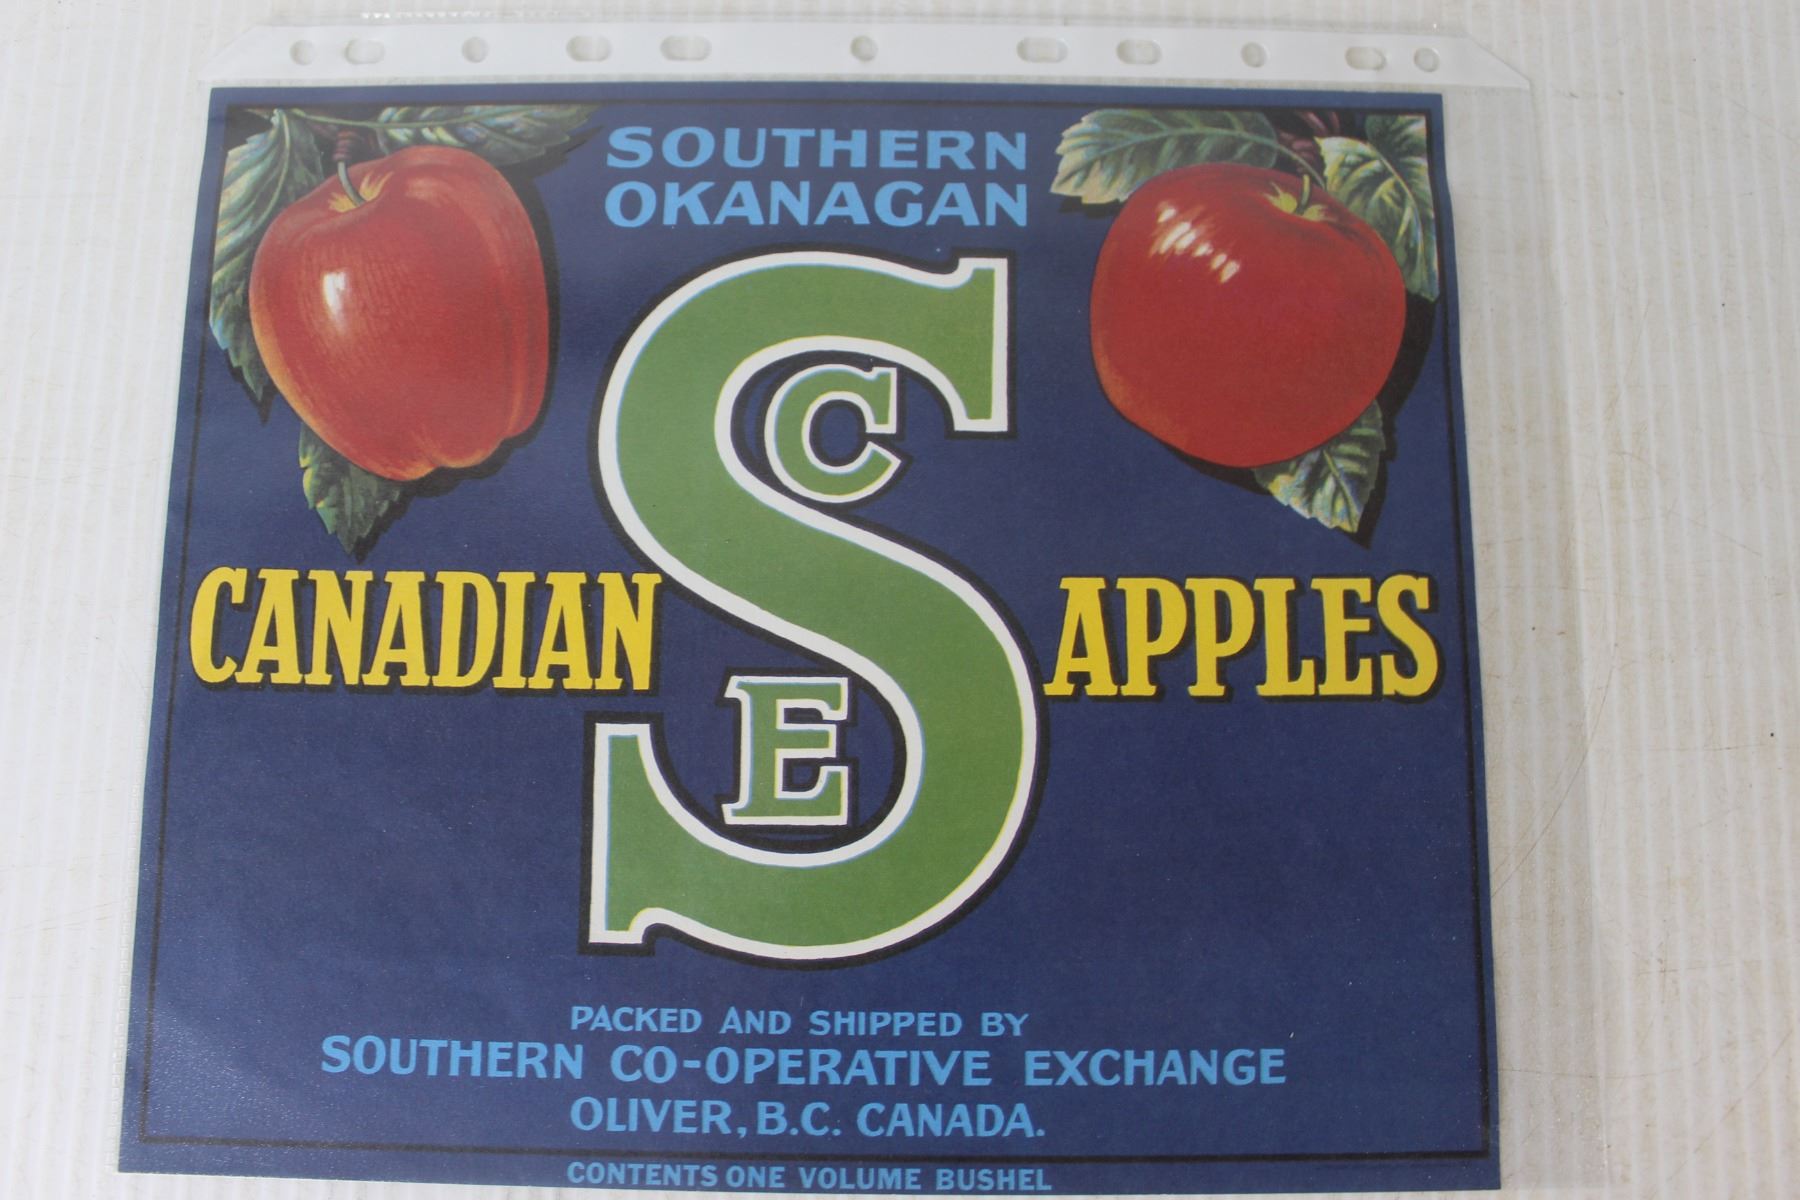 SOUTHERN
OKANAGAN
S
C
E
CANADIAN APPLES
PACKED AND SHIPPED BY
SOUTHERN CO-OPERATIVE EXCHANGE
OLIVER, B.C. CANADA.
CONTENTS ONE VOLUME BUSHEL